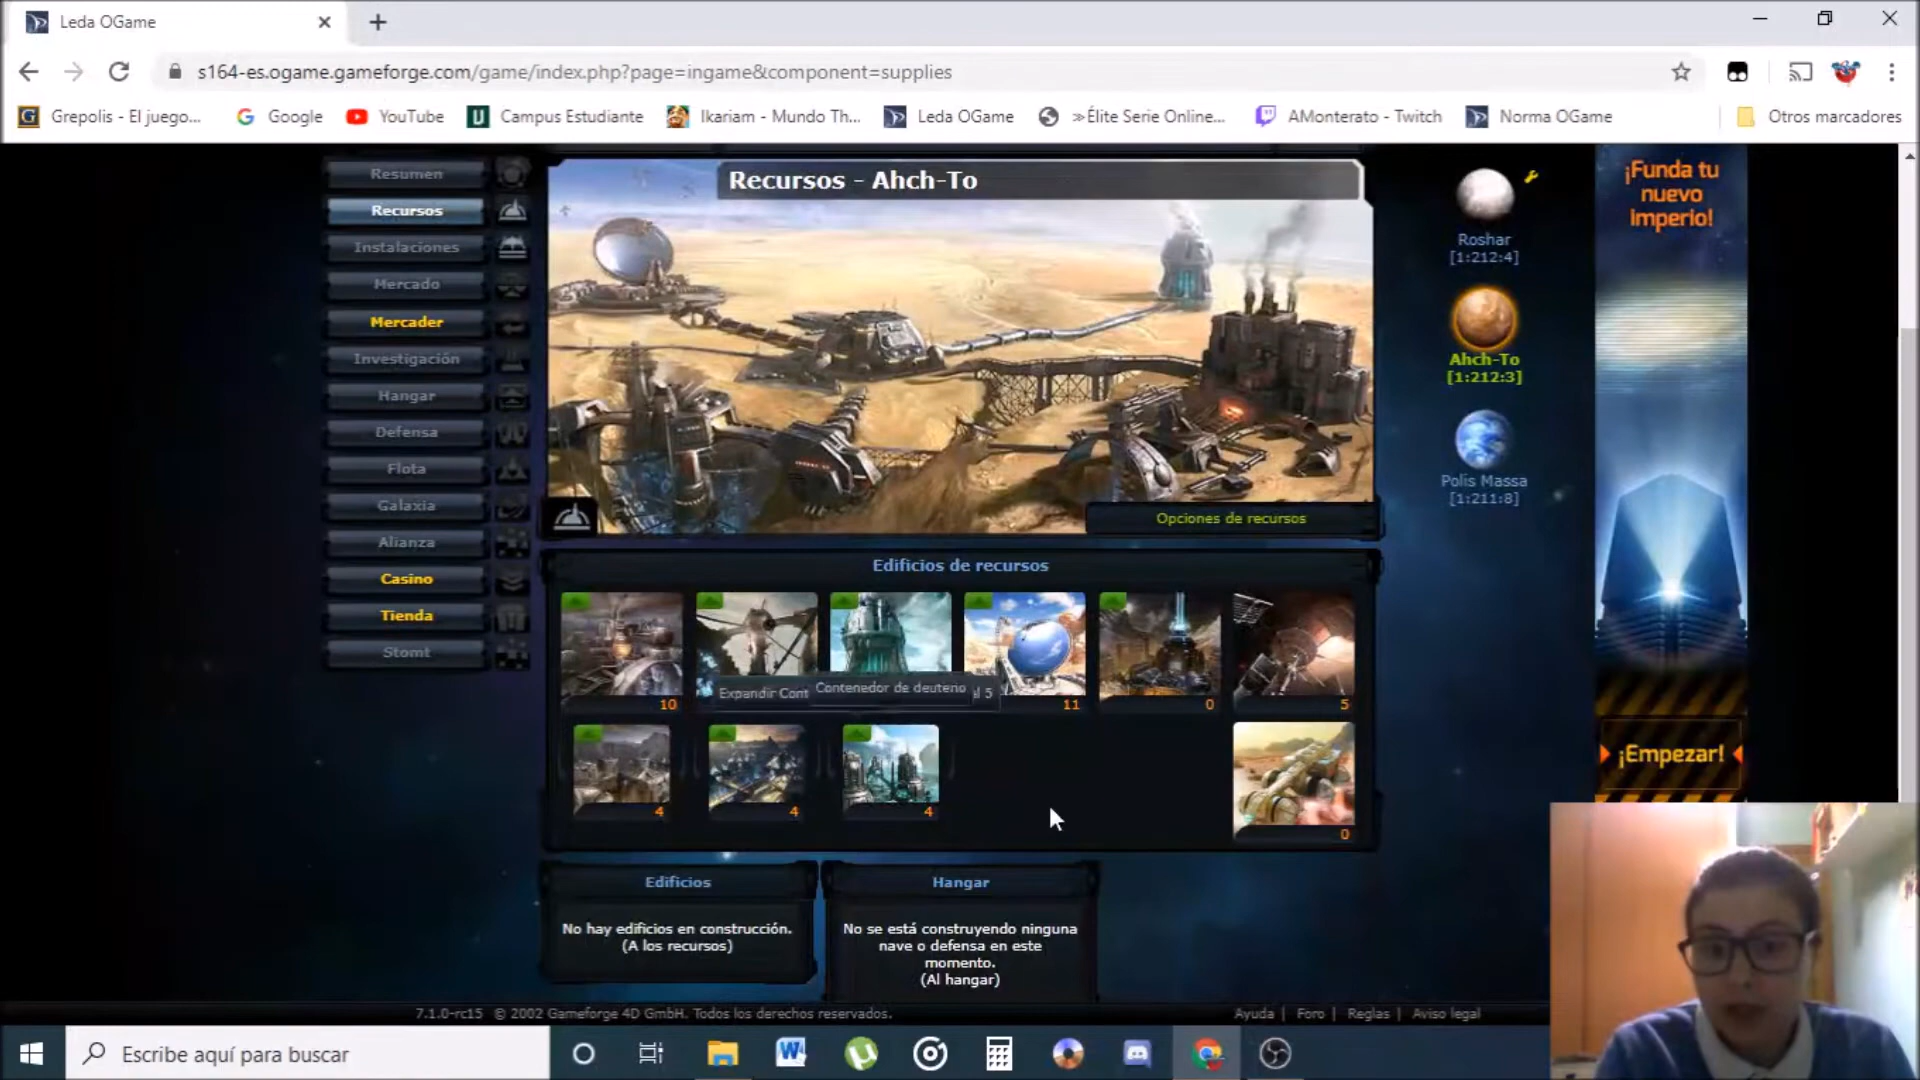 Leda OGame
s164-es.ogame.gameforge.com/game/index.php?page=ingame&component=supplies
Grepolis - El juego...
Google
YouTube
Campus Estudiante
Ikariam - Mundo Th...
Leda OGame
»Élite Serie Online...
AMonterato - Twitch
Norma OGame
Otros marcadores
Resumen
Recursos
Instalaciones
Mercado
Mercader
Investigación
Hangar
Defensa
Flota
Galaxia
Alianza
Casino
Tienda
Stomt
Recursos - Ahch-To
Opciones de recursos
Roshar
[1:212:4]
Ahch-To
[1:212:3]
Polis Massa
[1:211:8]
¡Funda tu
nuevo
imperio!
¡Empezar!
Edificios de recursos
Expandir Cont
Contenedor de deuterio
5
10
11
0
5
4
4
4
0
Edificios
No hay edificios en construcción.
(A los recursos)
Hangar
No se está construyendo ninguna
nave o defensa en este
momento.
(Al hangar)
7.1.0-rc15 © 2002 Gameforge 4D GmbH. Todos los derechos reservados.
Ayuda | Foro | Reglas | Aviso legal
Escribe aquí para buscar